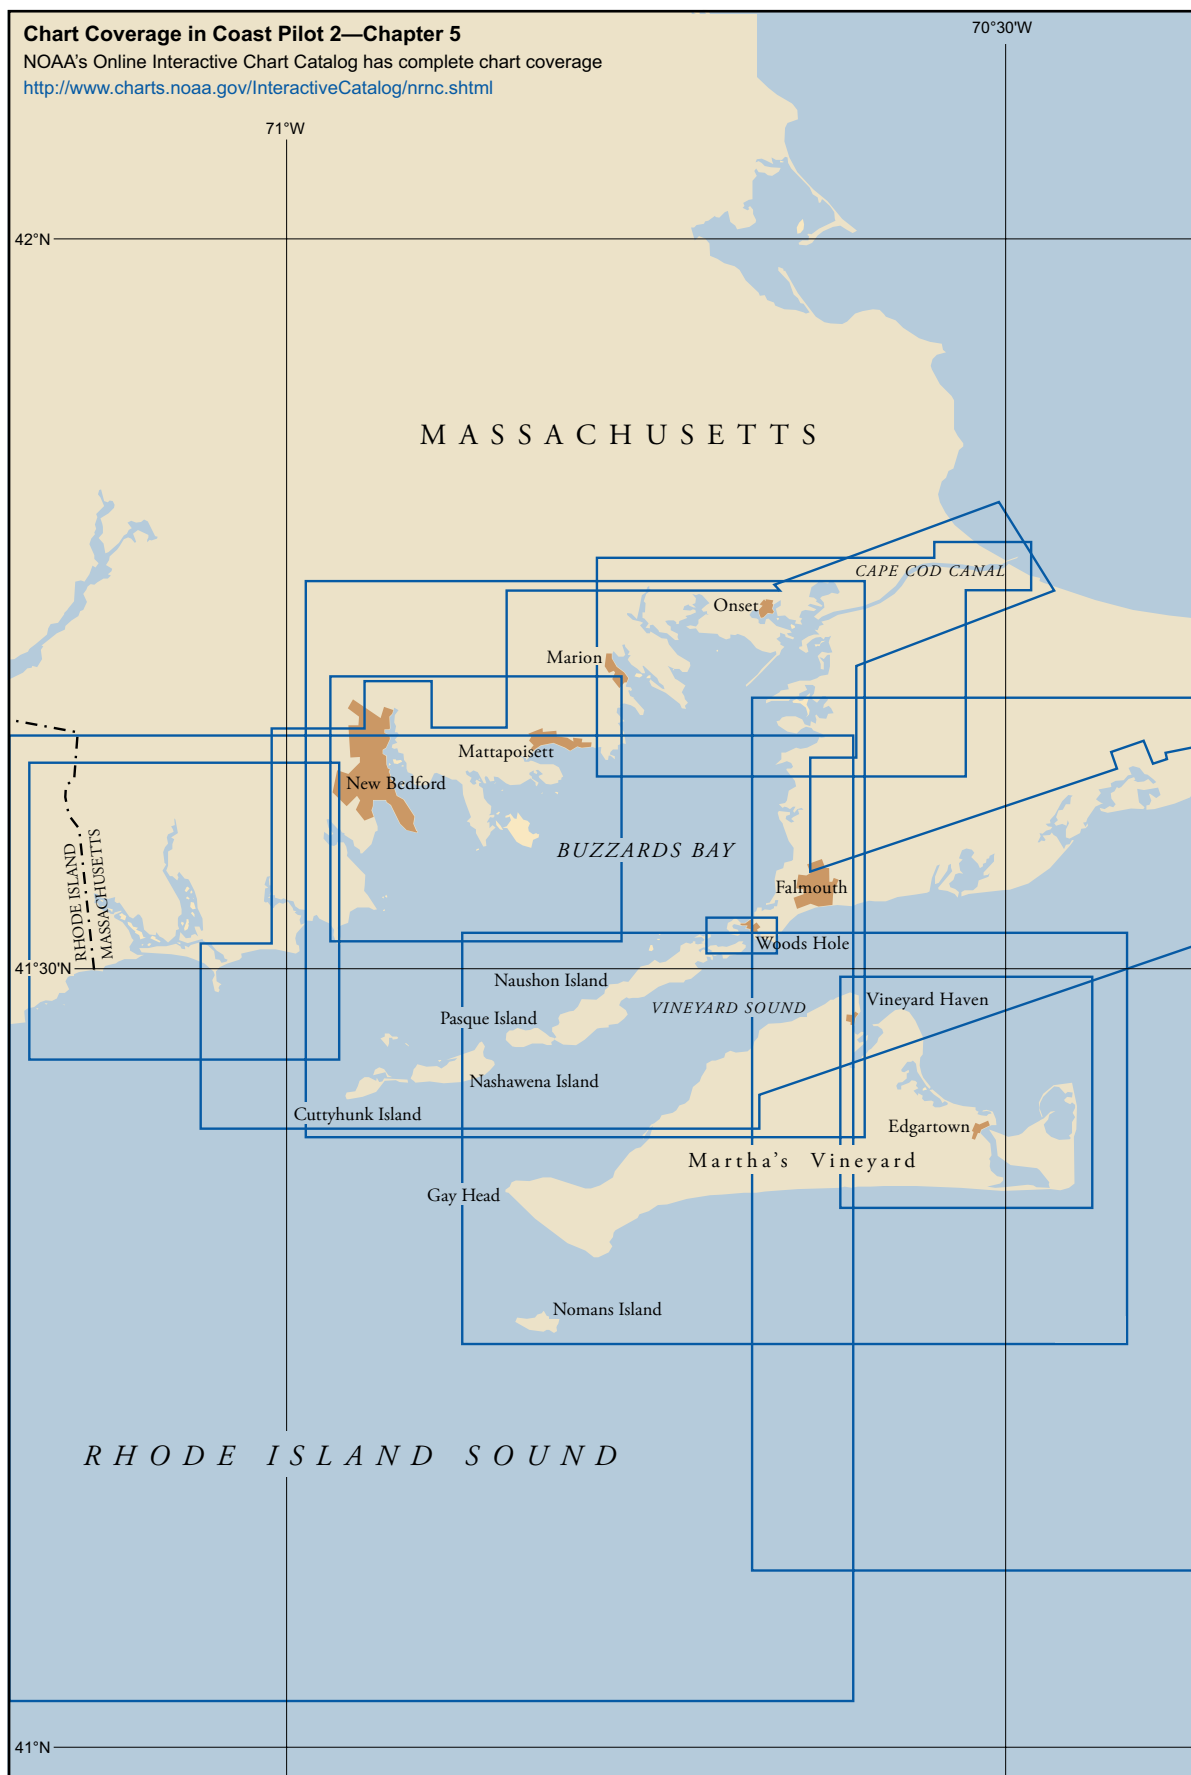 Chart Coverage in Coast Pilot 2—Chapter 5
NOAA's Online Interactive Chart Catalog has complete chart coverage
http://www.charts.noaa.gov/InteractiveCatalog/nrnc.shtml
70°30'W
71°W
42°N
MASSACHUSETTS
CAPE COD CANAL
Onset
Marion
Mattapoisett
New Bedford
BUZZARDS BAY
RHODE ISLAND
MASSACHUSETTS
Falmouth
Woods Hole
41°30'N
Naushon Island
VINEYARD SOUND
Vineyard Haven
Pasque Island
Nashawena Island
Cuttyhunk Island
Edgartown
Martha's Vineyard
Gay Head
Nomans Island
RHODE ISLAND SOUND
41°N